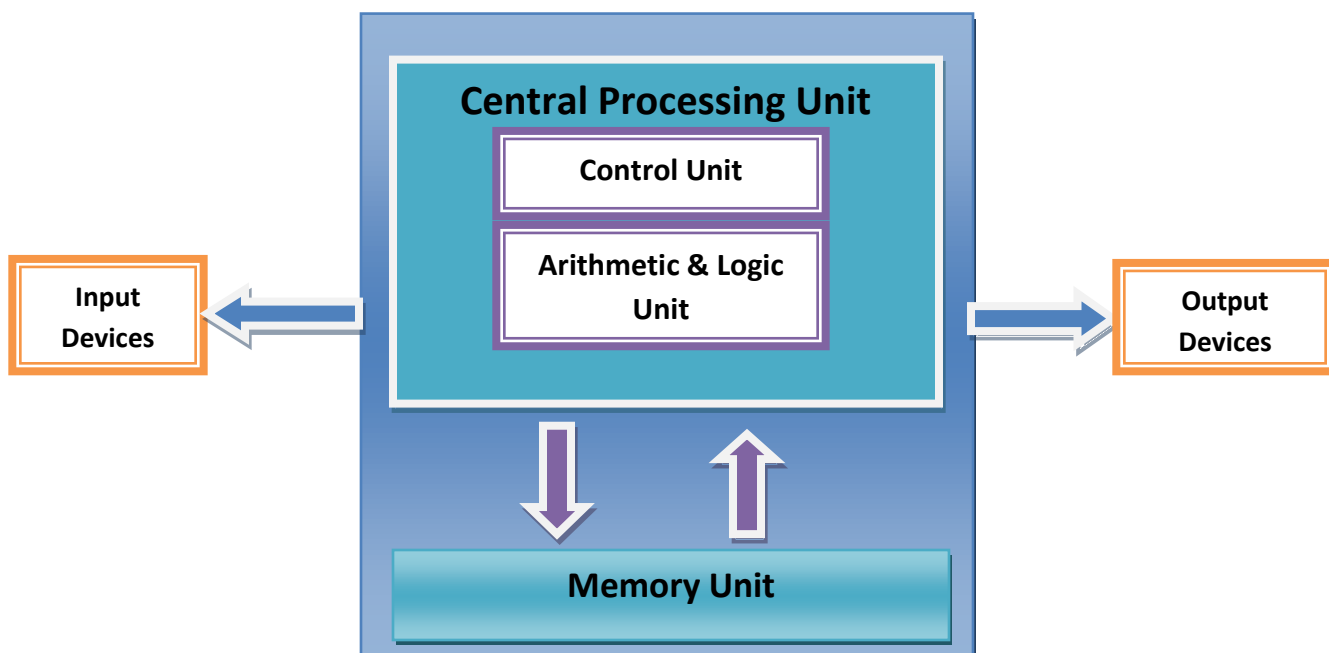 Central Processing Unit
Control Unit
Arithmetic & Logic
Unit
Input
Devices
Output
Devices
Memory Unit